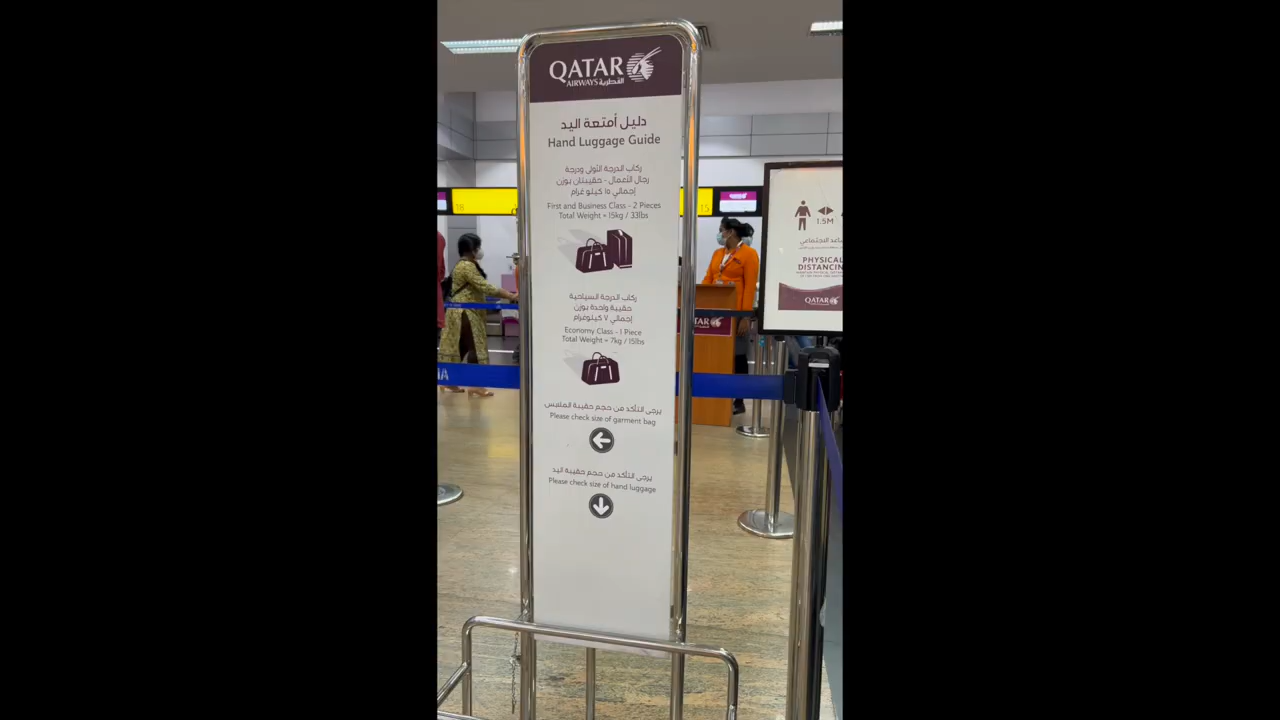 QATAR
AIRWAYS القطرية
دليل أمتعة اليد
Hand Luggage Guide
ركاب الدرجة الأولى ودرجة
رجال الأعمال - حقيبتان بوزن
إجمالي ١٥ كيلو غرام
First and Business Class - 2 Pieces
Total Weight = 15kg / 33lbs
ركاب الدرجة السياحية
حقيبة واحدة بوزن
إجمالي ٧ كيلوغرام
Economy Class - 1 Piece
Total Weight = 7kg / 15lbs
يرجى التأكد من حجم حقيبة الملابس
Please check size of garment bag
يرجى التأكد من حجم حقيبة اليد
Please check size of hand luggage
18
15
1.5M
PHYSICAL
DISTANCIN
QATAR
TAR
IA